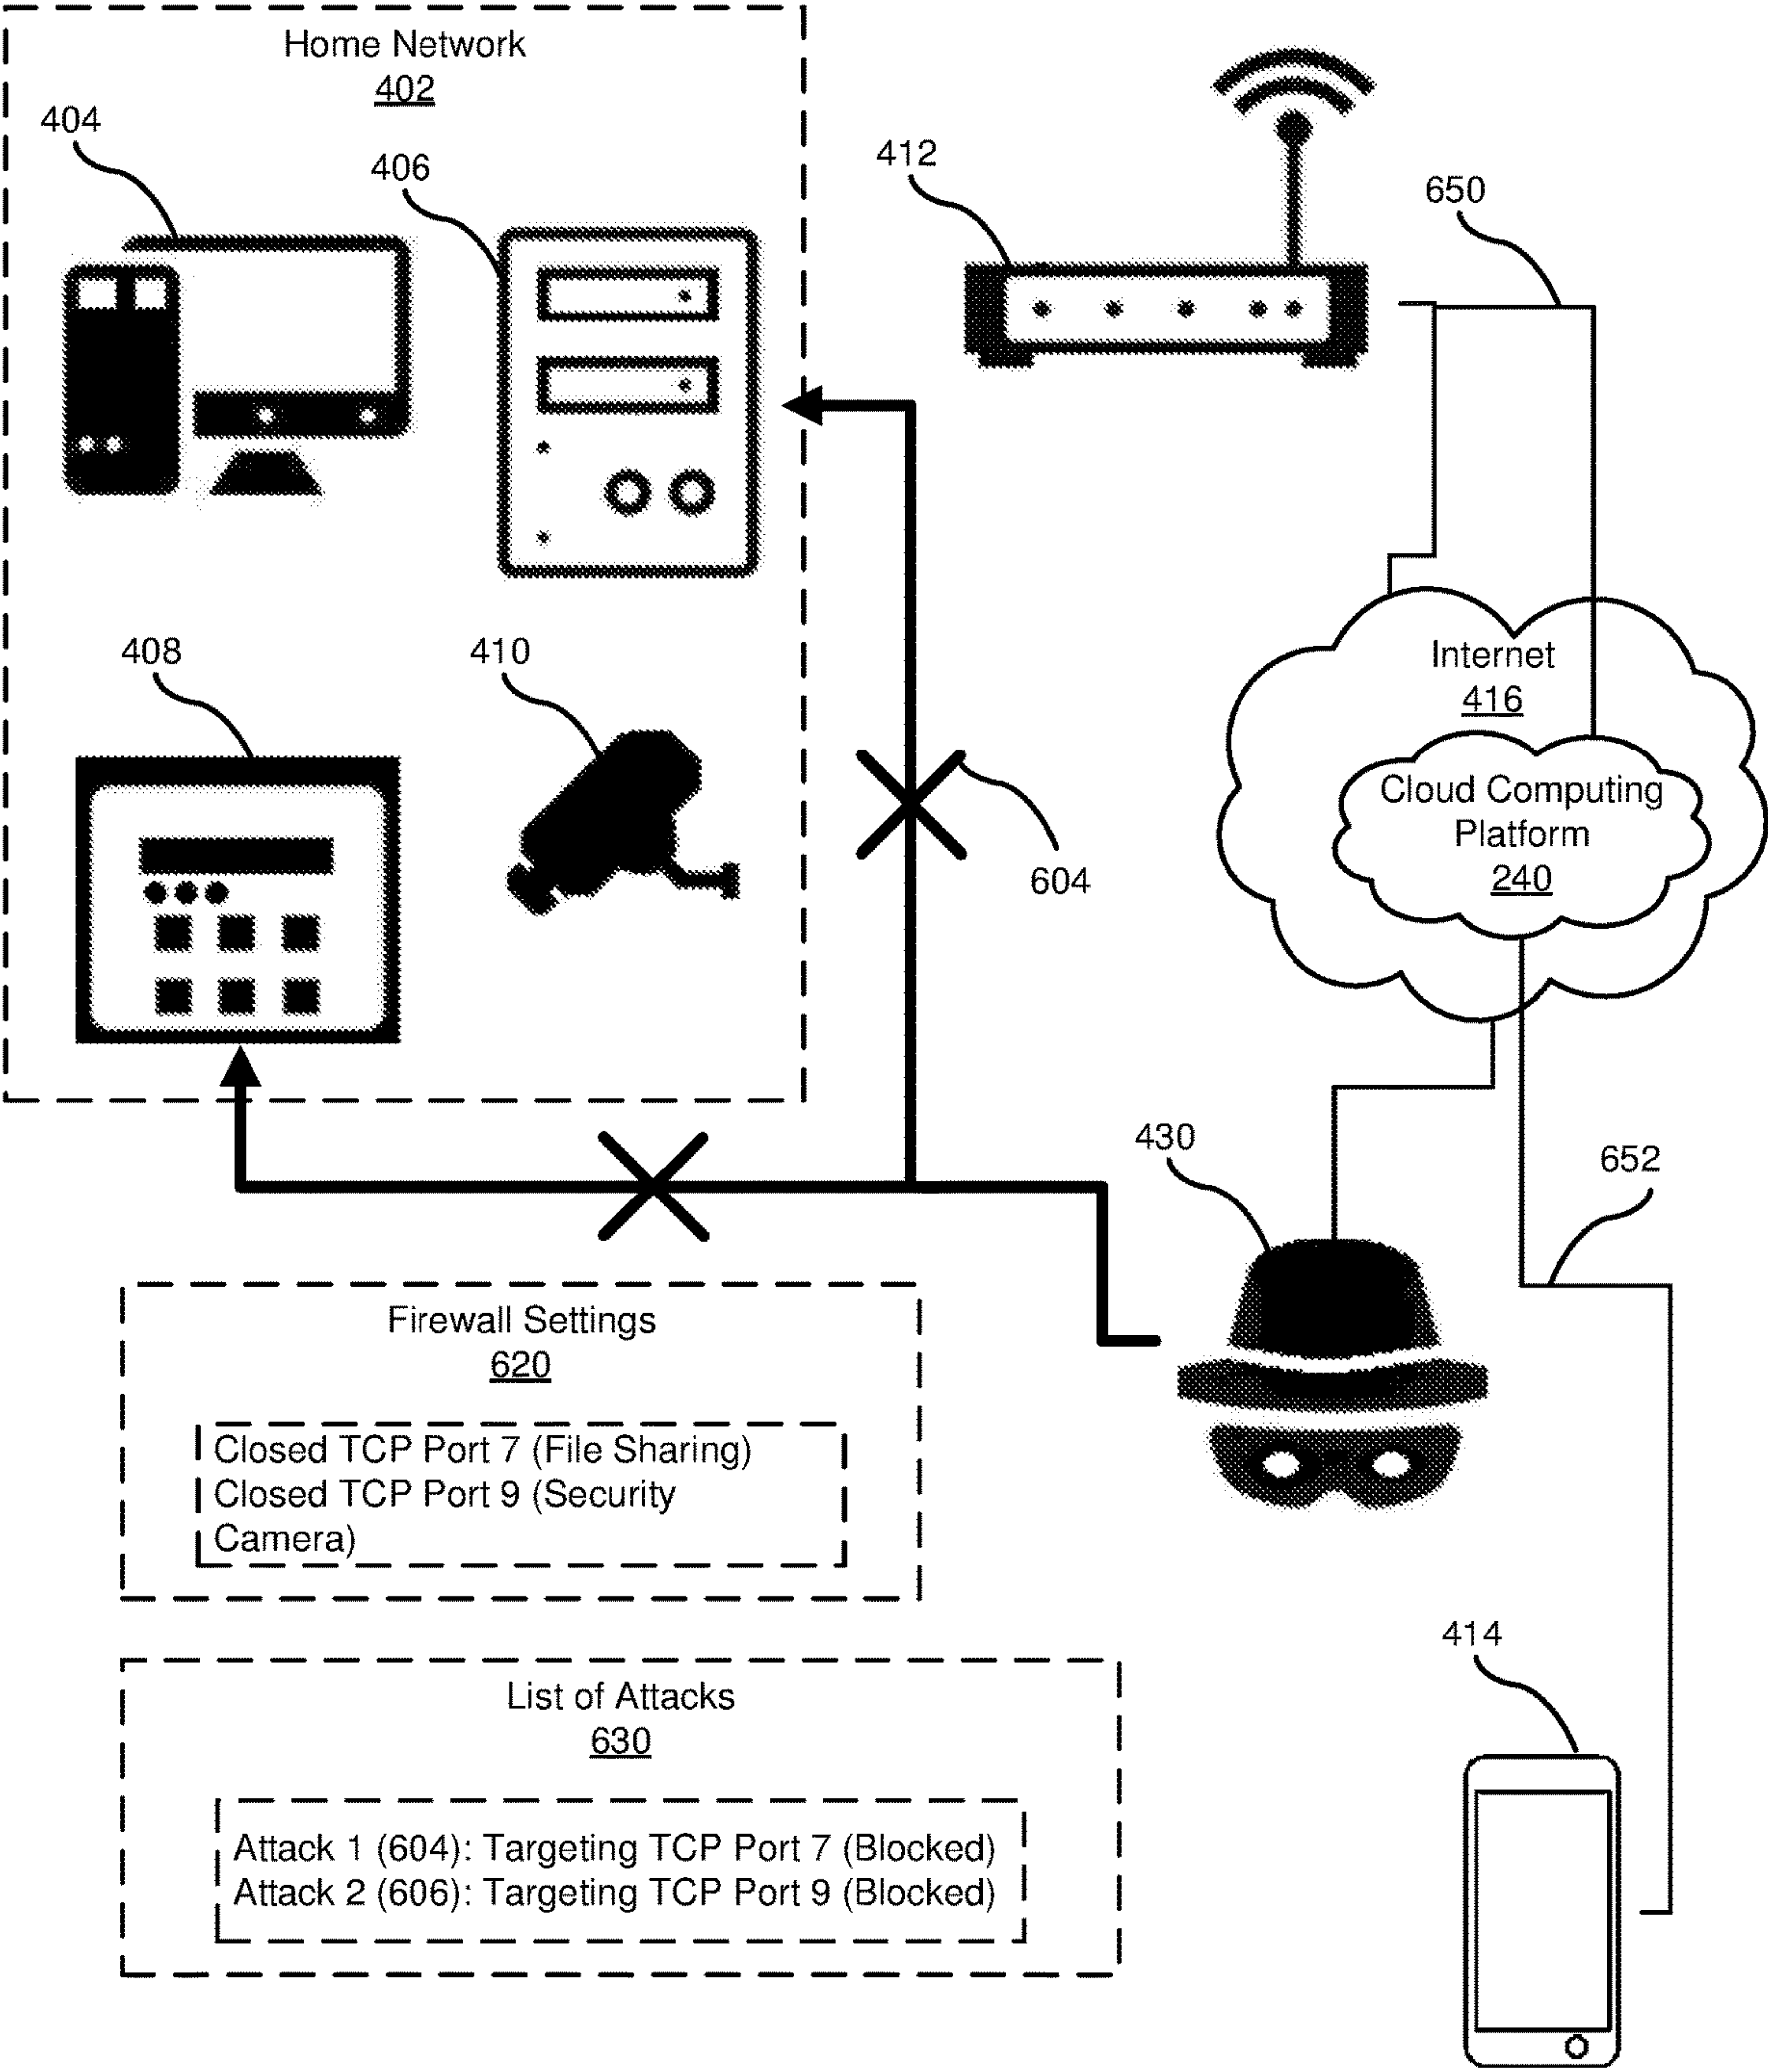 Home Network
402
404
406
412
650
408
410
Internet
416
Cloud Computing
Platform
240
604
430
652
Firewall Settings
620
Closed TCP Port 7 (File Sharing)
Closed TCP Port 9 (Security
Camera)
414
List of Attacks
630
Attack 1 (604): Targeting TCP Port 7 (Blocked)
Attack 2 (606): Targeting TCP Port 9 (Blocked)